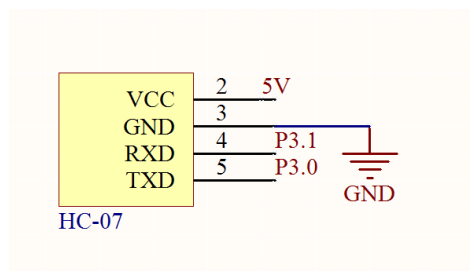 VCC 2 5V
GND 3
RXD 4 P3.1
TXD 5 P3.0
GND
HC-07